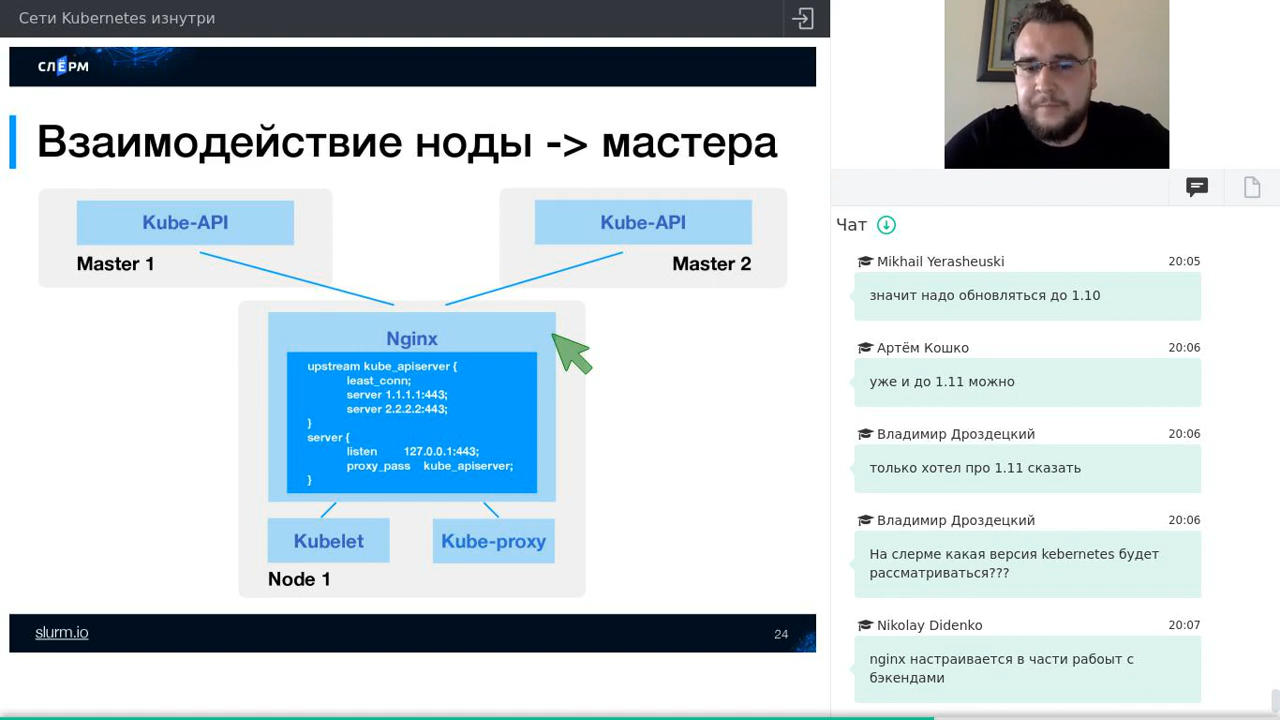 Сети Kubernetes изнутри
СЛЁРМ
Взаимодействие ноды -> мастера
Kube-API
Master 1
Kube-API
Master 2
Nginx
upstream kube_apiserver {
least_conn;
server 1.1.1.1:443;
server 2.2.2.2:443;
}
server {
listen 127.0.0.1:443;
proxy_pass kube_apiserver;
}
Kubelet
Kube-proxy
Node 1
slurm.io
24
Чат
Mikhail Yerasheuski 20:05
значит надо обновляться до 1.10
Артём Кошко 20:06
уже и до 1.11 можно
Владимир Дроздецкий 20:06
только хотел про 1.11 сказать
Владимир Дроздецкий 20:06
На слерме какая версия kebernetes будет
рассматриваться???
Nikolay Didenko 20:07
nginx настраивается в части рабоыт с
бэкендами